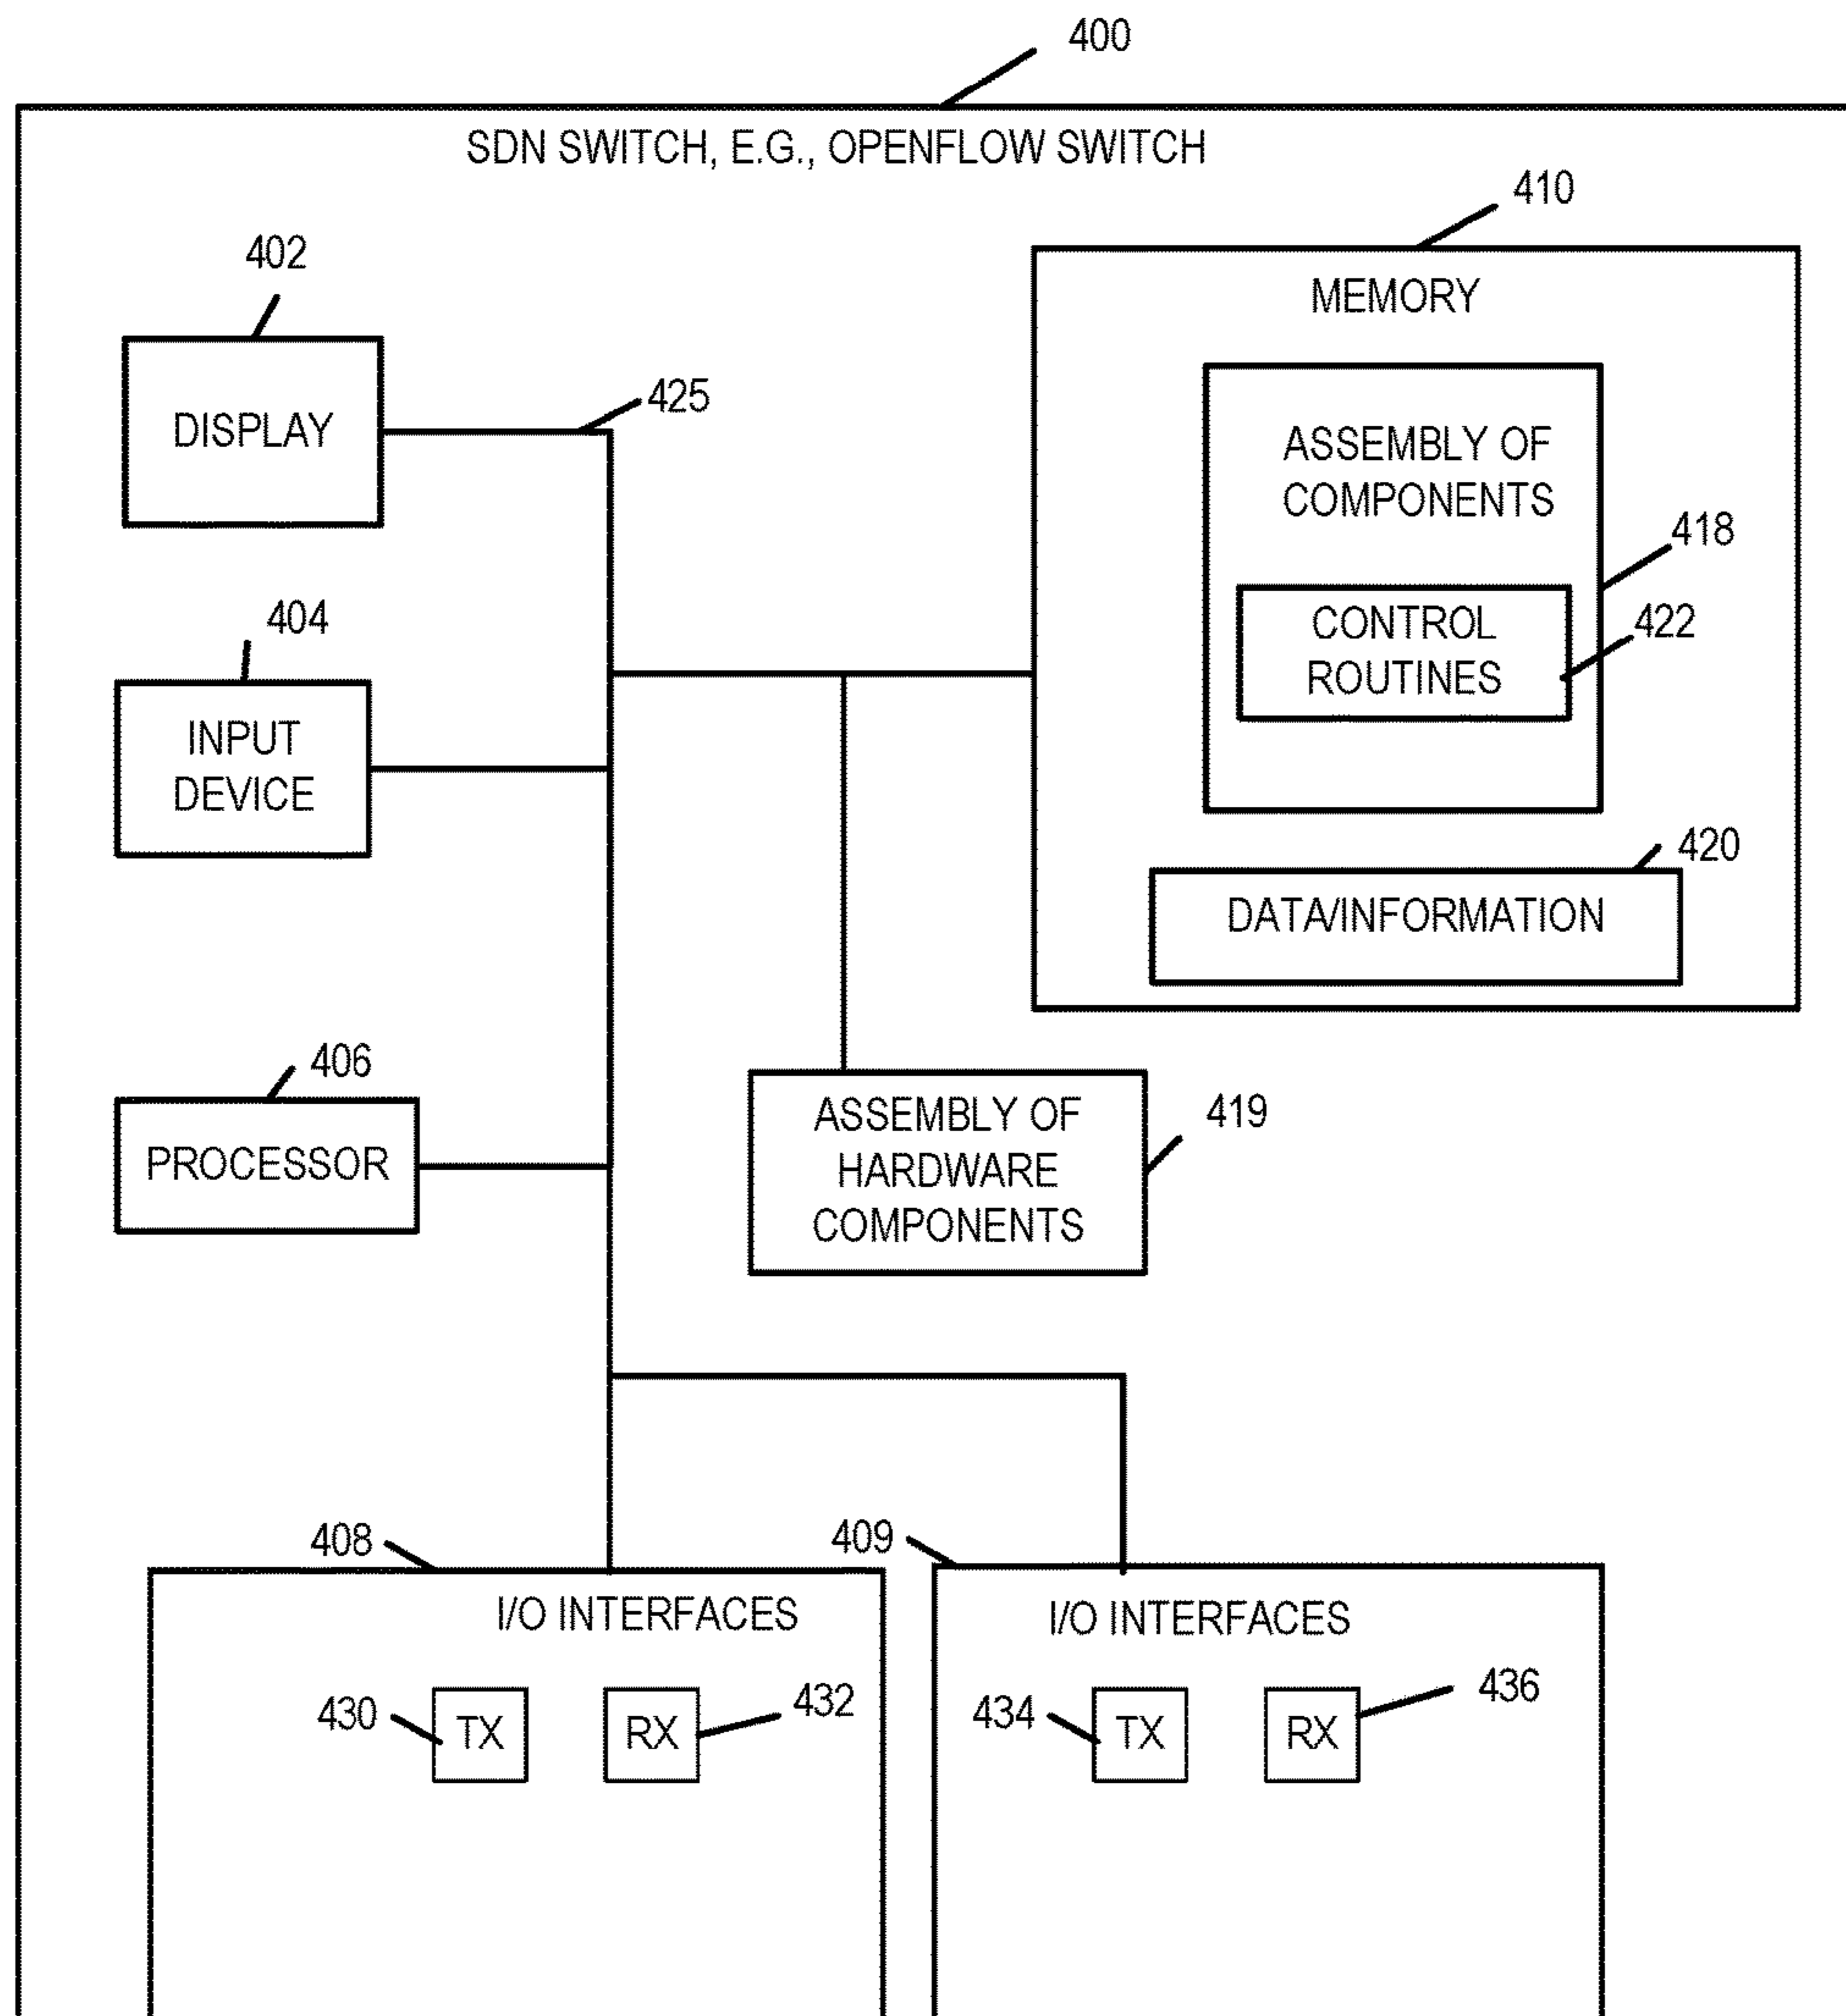 400
SDN SWITCH, E.G., OPENFLOW SWITCH
410
MEMORY
402
DISPLAY
425
ASSEMBLY OF
COMPONENTS
418
CONTROL
ROUTINES
422
404
INPUT
DEVICE
420
DATA/INFORMATION
406
PROCESSOR
ASSEMBLY OF
HARDWARE
COMPONENTS
419
408
I/O INTERFACES
430
TX
RX
432
409
I/O INTERFACES
434
TX
RX
436